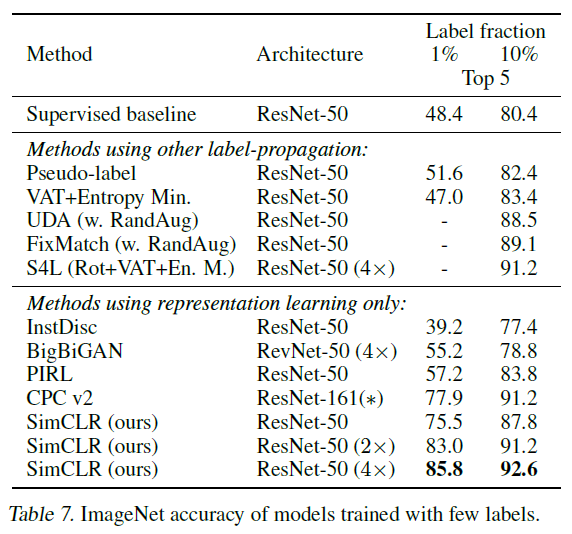 Label fraction
Method Architecture 1% 10%
Top 5
Supervised baseline ResNet-50 48.4 80.4
Methods using other label-propagation:
Pseudo-label ResNet-50 51.6 82.4
VAT+Entropy Min. ResNet-50 47.0 83.4
UDA (w. RandAug) ResNet-50 - 88.5
FixMatch (w. RandAug) ResNet-50 - 89.1
S4L (Rot+VAT+En. M.) ResNet-50 (4×) - 91.2
Methods using representation learning only:
InstDisc ResNet-50 39.2 77.4
BigBiGAN RevNet-50 (4×) 55.2 78.8
PIRL ResNet-50 57.2 83.8
CPC v2 ResNet-161(∗) 77.9 91.2
SimCLR (ours) ResNet-50 75.5 87.8
SimCLR (ours) ResNet-50 (2×) 83.0 91.2
SimCLR (ours) ResNet-50 (4×) 85.8 92.6
Table 7. ImageNet accuracy of models trained with few labels.